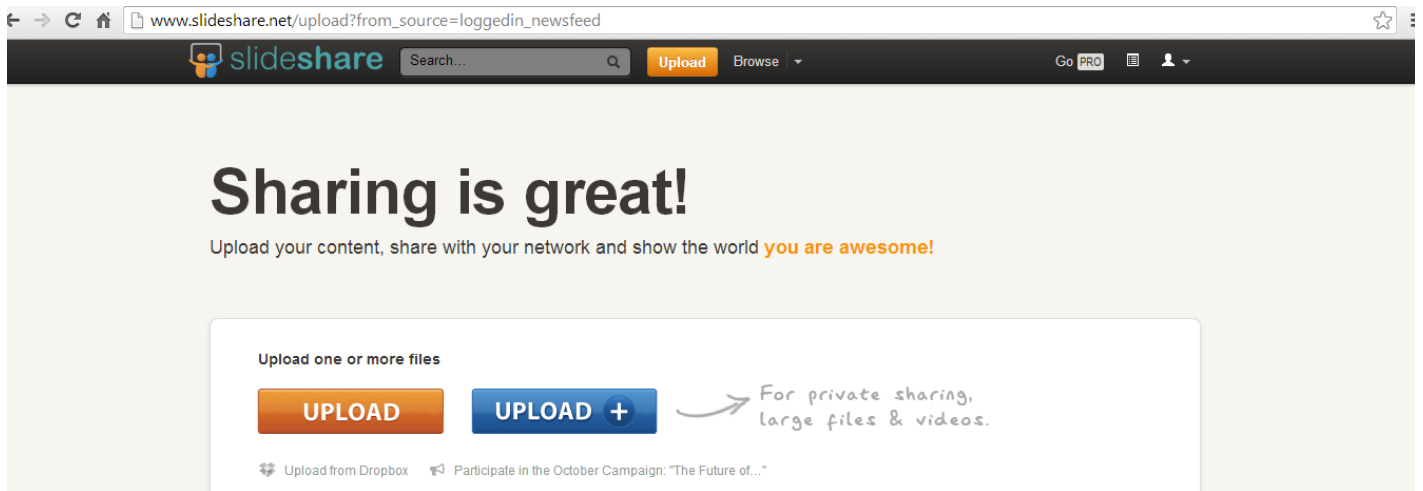 www.slideshare.net/upload?from_source=loggedin_newsfeed
slideshare Search... Upload Browse Go PRO
Sharing is great!
Upload your content, share with your network and show the world you are awesome!
Upload one or more files
UPLOAD UPLOAD + For private sharing,
large files & videos.
Upload from Dropbox Participate in the October Campaign: "The Future of..."